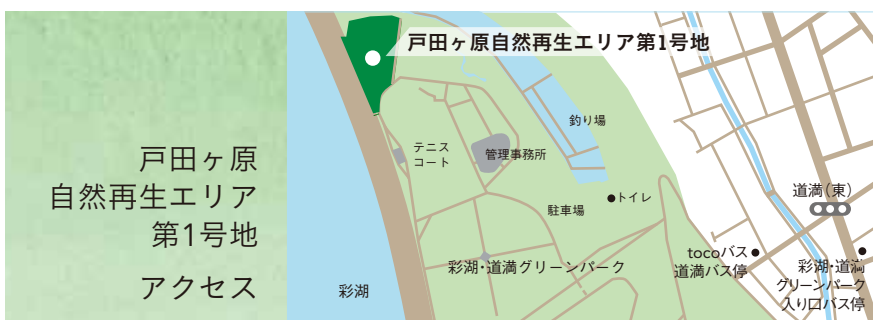 戸田ヶ原
自然再生エリア
第1号地
アクセス
戸田ヶ原自然再生エリア第1号地
釣り場
テニス
コート
管理事務所
トイレ
駐車場
道満(東)
tocoバス
道満バス停
彩湖・道満グリーンパーク
彩湖・道満
グリーンパーク
入り口バス停
彩湖